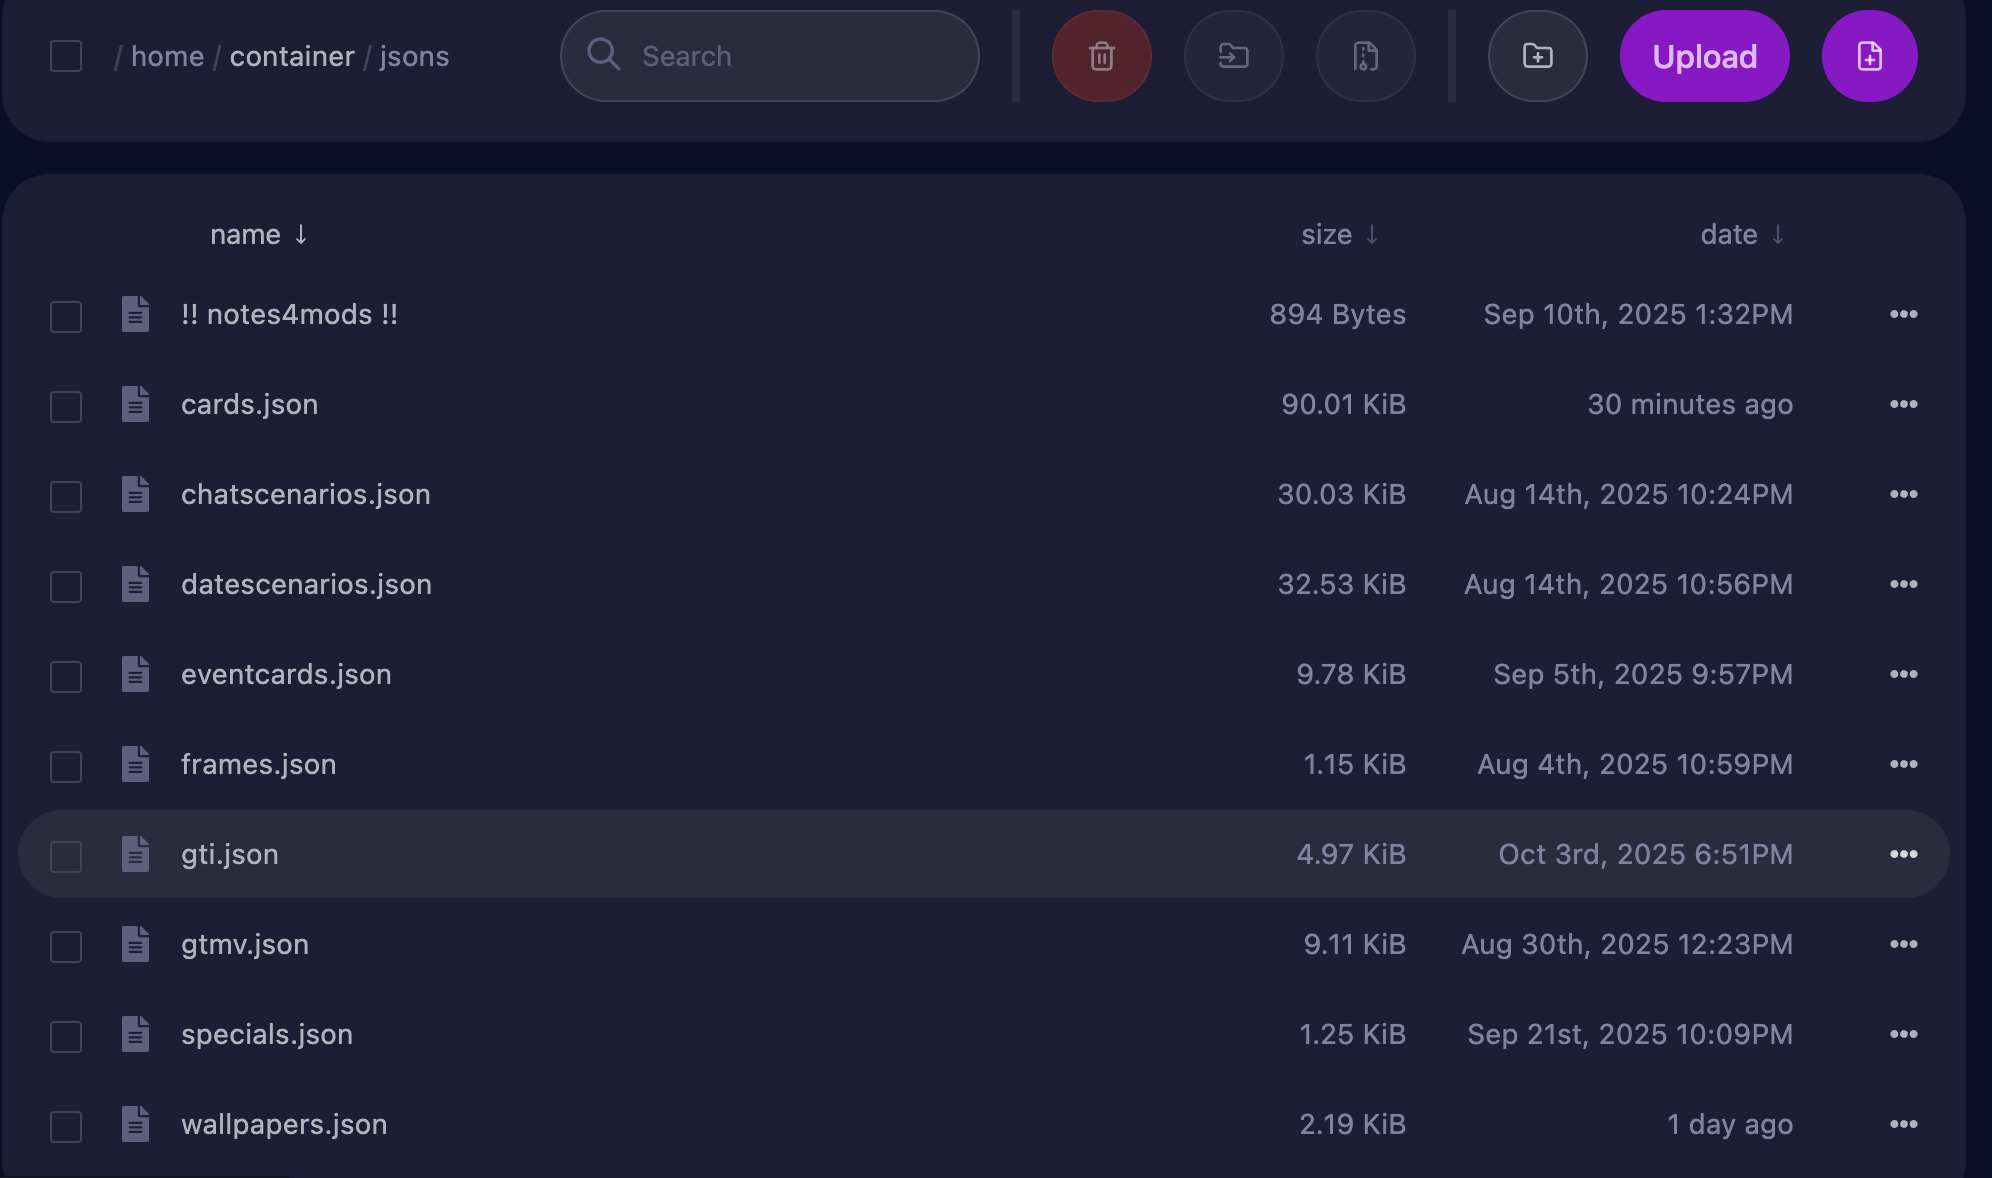 / home / container / jsons Search Upload
name ↓ size ↓ date ↓
!! notes4mods !! 894 Bytes Sep 10th, 2025 1:32PM
cards.json 90.01 KiB 30 minutes ago
chatscenarios.json 30.03 KiB Aug 14th, 2025 10:24PM
datescenarios.json 32.53 KiB Aug 14th, 2025 10:56PM
eventcards.json 9.78 KiB Sep 5th, 2025 9:57PM
frames.json 1.15 KiB Aug 4th, 2025 10:59PM
gti.json 4.97 KiB Oct 3rd, 2025 6:51PM
gtmv.json 9.11 KiB Aug 30th, 2025 12:23PM
specials.json 1.25 KiB Sep 21st, 2025 10:09PM
wallpapers.json 2.19 KiB 1 day ago